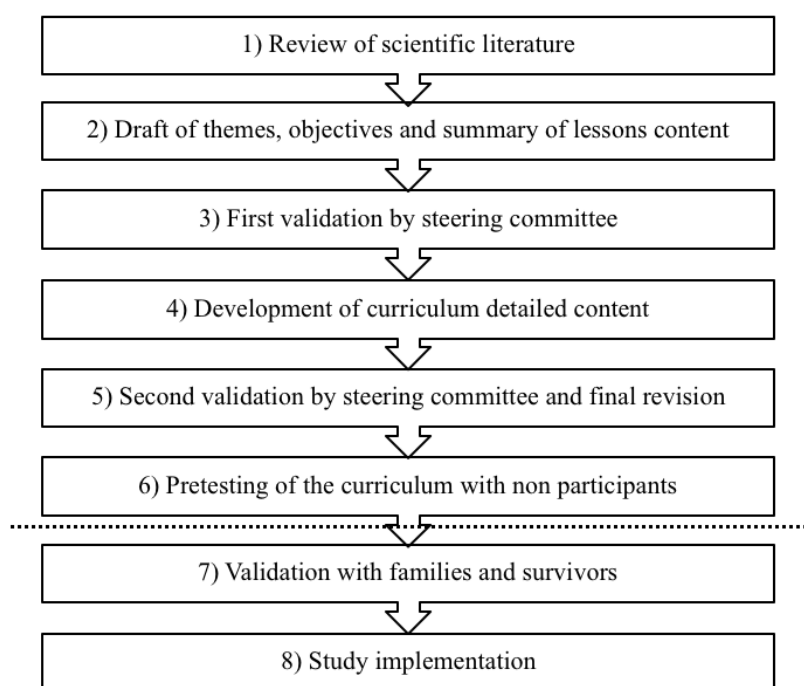 1) Review of scientific literature
2) Draft of themes, objectives and summary of lessons content
3) First validation by steering committee
4) Development of curriculum detailed content
5) Second validation by steering committee and final revision
6) Pretesting of the curriculum with non participants
7) Validation with families and survivors
8) Study implementation